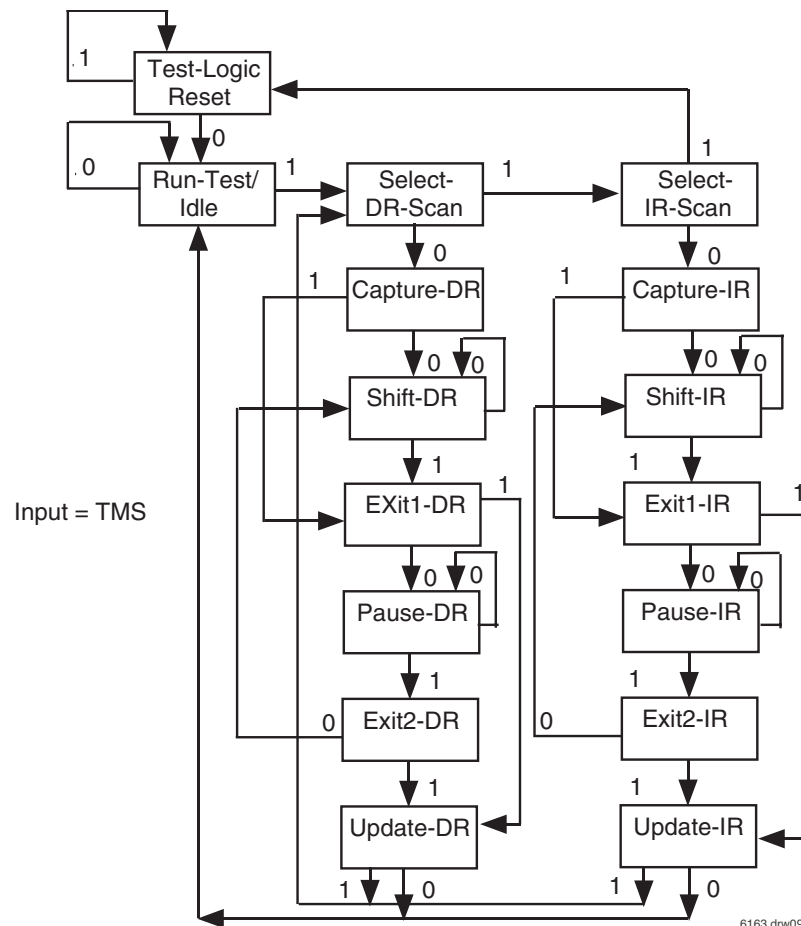 1
Test-Logic
Reset
0
0
Run-Test/
Idle
1
Select-
DR-Scan
1
Select-
IR-Scan
1
0
0
1
Capture-DR
1
Capture-IR
0
0
0
0
Shift-DR
Shift-IR
1
1
Input = TMS
EXit1-DR
1
Exit1-IR
1
0
0
0
0
Pause-DR
Pause-IR
1
1
0
Exit2-DR
0
Exit2-IR
1
1
Update-DR
Update-IR
1
0
1
0
6163 drw09